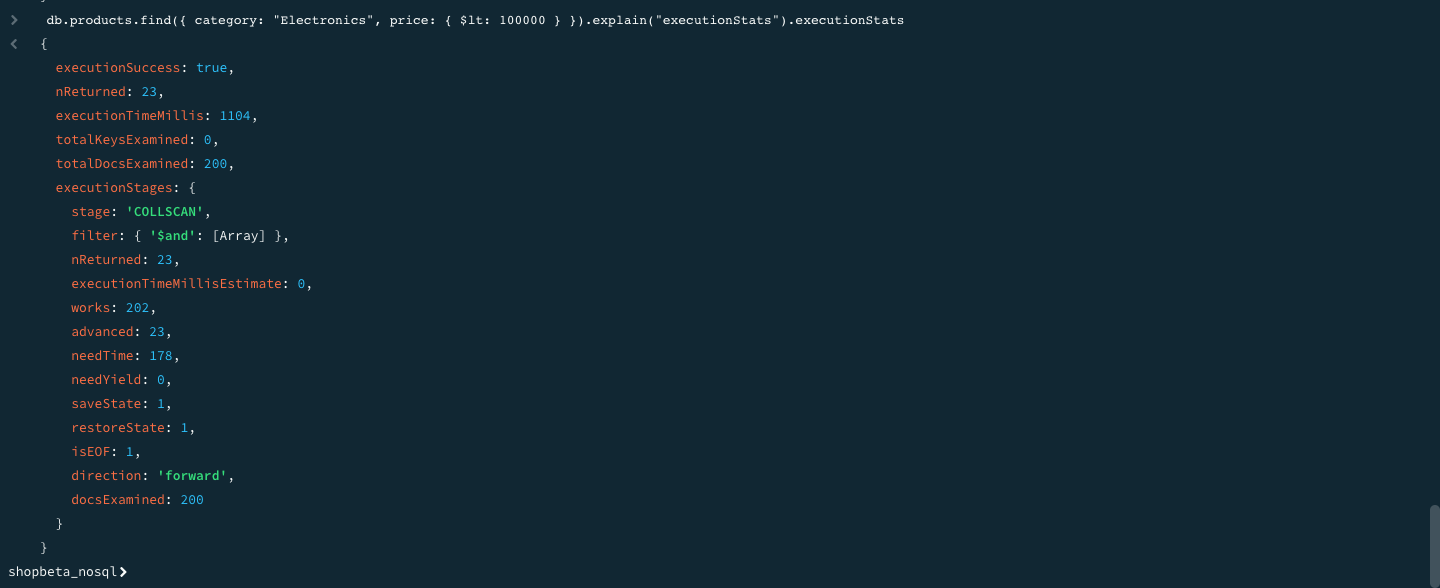 db.products.find({ category: "Electronics", price: { $lt: 100000 } }).explain("executionStats").executionStats
{
executionSuccess: true,
nReturned: 23,
executionTimeMillis: 1104,
totalKeysExamined: 0,
totalDocsExamined: 200,
executionStages: {
stage: 'COLLSCAN',
filter: { '$and': [Array] },
nReturned: 23,
executionTimeMillisEstimate: 0,
works: 202,
advanced: 23,
needTime: 178,
needYield: 0,
saveState: 1,
restoreState: 1,
isEOF: 1,
direction: 'forward',
docsExamined: 200
}
}
shopbeta_nosql>